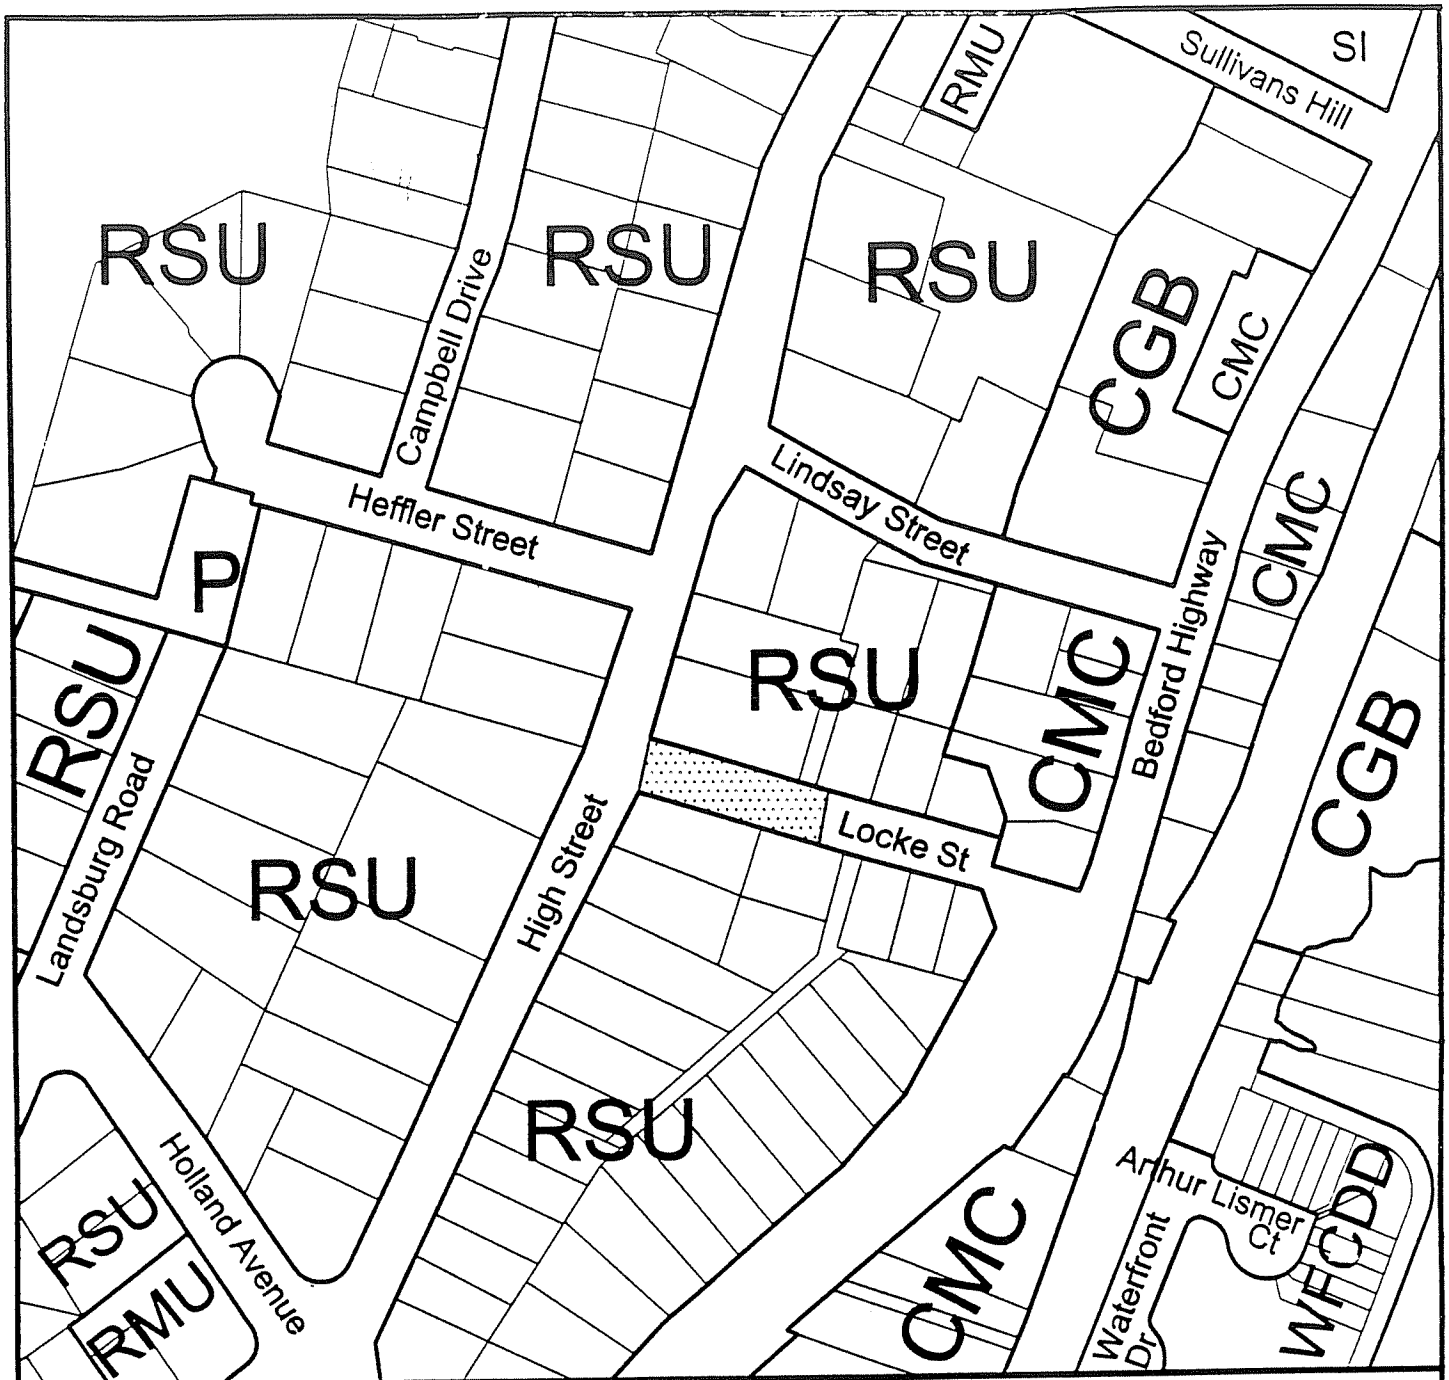 SI
Sullivans Hill
RMU
RSU
RSU
RSU
CGB
CMC
Campbell Drive
Lindsay Street
Heffler Street
CMC
P
Bedford Highway
RSU
RSU
CMC
CGB
Landsburg Road
Locke St
High Street
RSU
RSU
Arthur Lismer
Ct
WFCDD
Holland Avenue
RSU
RMU
CMC
Waterfront
Dr